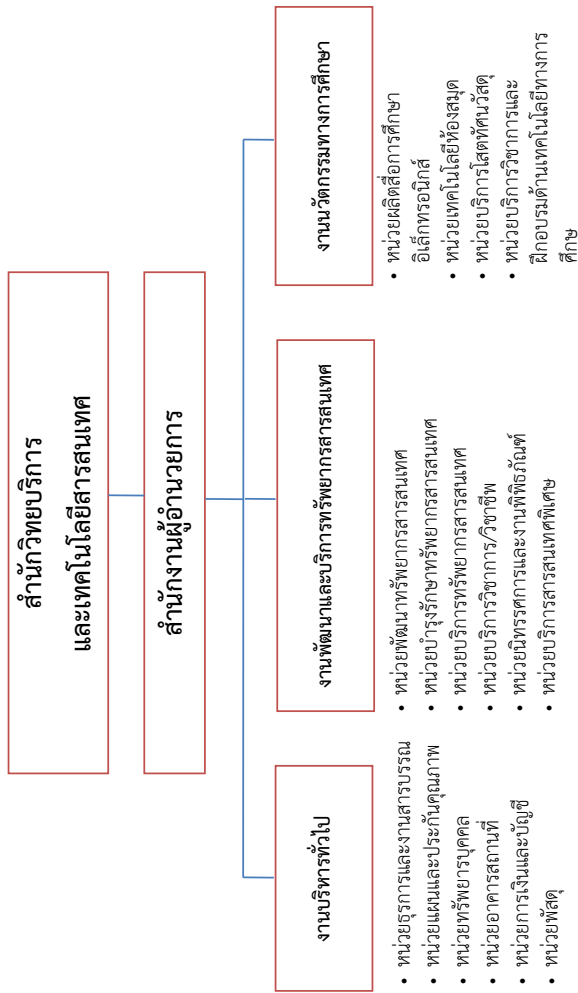 สำนักวิทยบริการ
และเทคโนโลยีสารสนเทศ
สำนักงานผู้อำนวยการ
งานบริหารทั่วไป
• หน่วยธุรการและงานสารบรรณ
• หน่วยแผนและประกันคุณภาพ
• หน่วยทรัพยารบุคคล
• หน่วยอาคารสถานที่
• หน่วยการเงินและบัญชี
• หน่วยพัสดุ
งานพัฒนาและบริการทรัพยากรสารสนเทศ
• หน่วยพัฒนาทรัพยากรสารสนเทศ
• หน่วยบำรุงรักษาทรัพยากรสารสนเทศ
• หน่วยบริการทรัพยากรสารสนเทศ
• หน่วยบริการวิชาการ/วิชาชีพ
• หน่วยนิทรรศการและงานพิพิธภัณฑ์
• หน่วยบริการสารสนเทศพิเศษ
งานนวัตกรรมทางการศึกษา
• หน่วยผลิตสื่อการศึกษา
อิเล็กทรอนิกส์
• หน่วยเทคโนโลยีห้องสมุด
• หน่วยบริการโสตทัศนวัสดุ
• หน่วยบริการวิชาการและ
ฝึกอบรมด้านเทคโนโลยีทางการ
ศึกษ